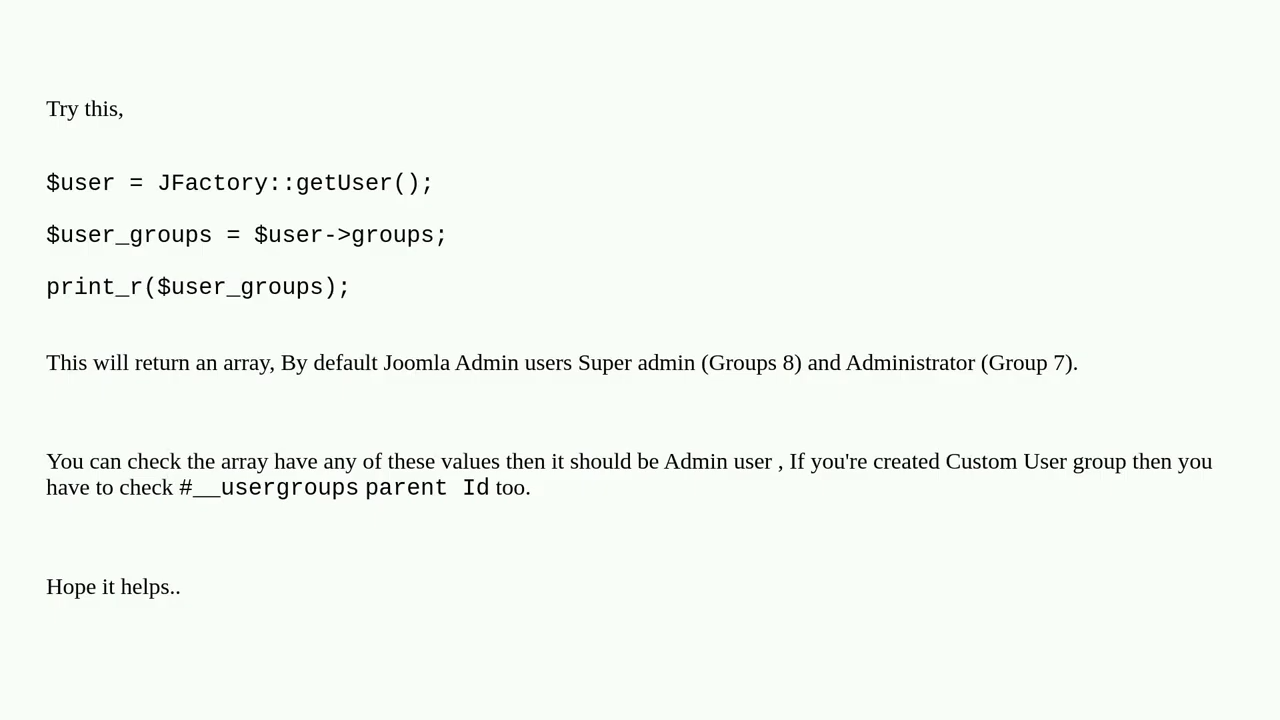 Try this,
$user = JFactory::getUser();
$user_groups = $user->groups;
print_r($user_groups);
This will return an array, By default Joomla Admin users Super admin (Groups 8) and Administrator (Group 7).
You can check the array have any of these values then it should be Admin user , If you're created Custom User group then you
have to check #__usergroups parent Id too.
Hope it helps..